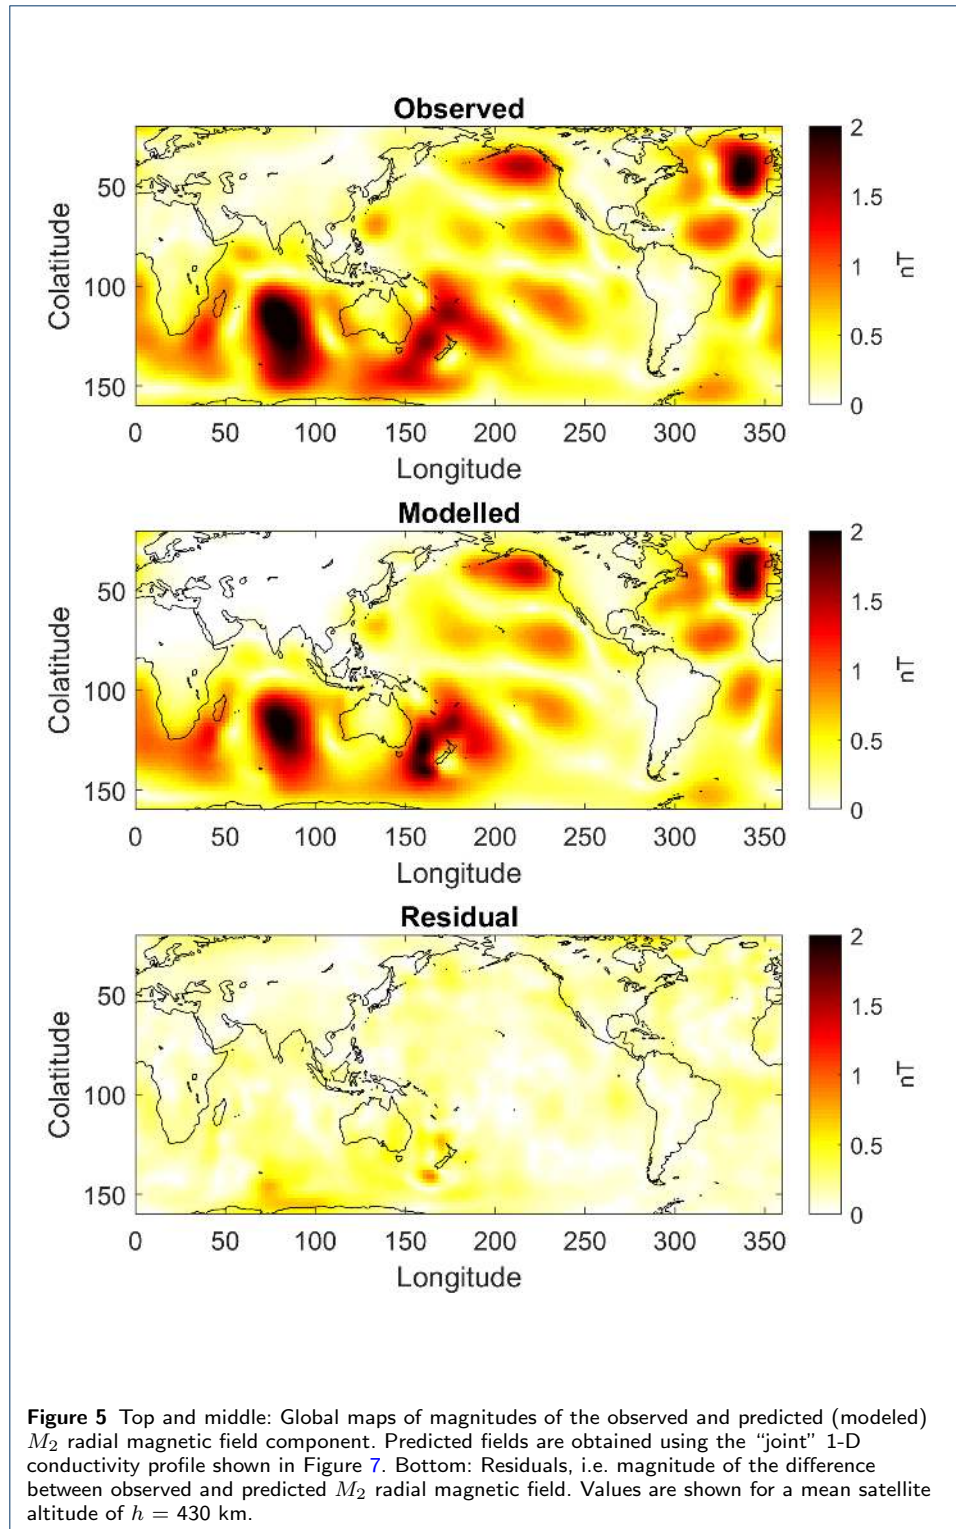 Observed
50
100
150
Colatitude
0 50 100 150 200 250 300 350
Longitude
2
1.5
1
0.5
0
nT
Modelled
50
100
150
Colatitude
0 50 100 150 200 250 300 350
Longitude
2
1.5
1
0.5
0
nT
Residual
50
100
150
Colatitude
0 50 100 150 200 250 300 350
Longitude
2
1.5
1
0.5
0
nT
Figure 5 Top and middle: Global maps of magnitudes of the observed and predicted (modeled)
M₂ radial magnetic field component. Predicted fields are obtained using the “joint” 1-D
conductivity profile shown in Figure 7. Bottom: Residuals, i.e. magnitude of the difference
between observed and predicted M₂ radial magnetic field. Values are shown for a mean satellite
altitude of h = 430 km.